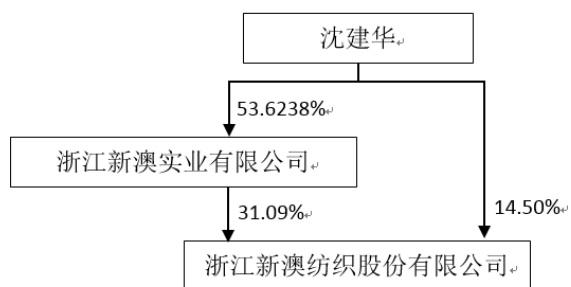 沈建华
53.6238%
浙江新澳实业有限公司
31.09%
14.50%
浙江新澳纺织股份有限公司